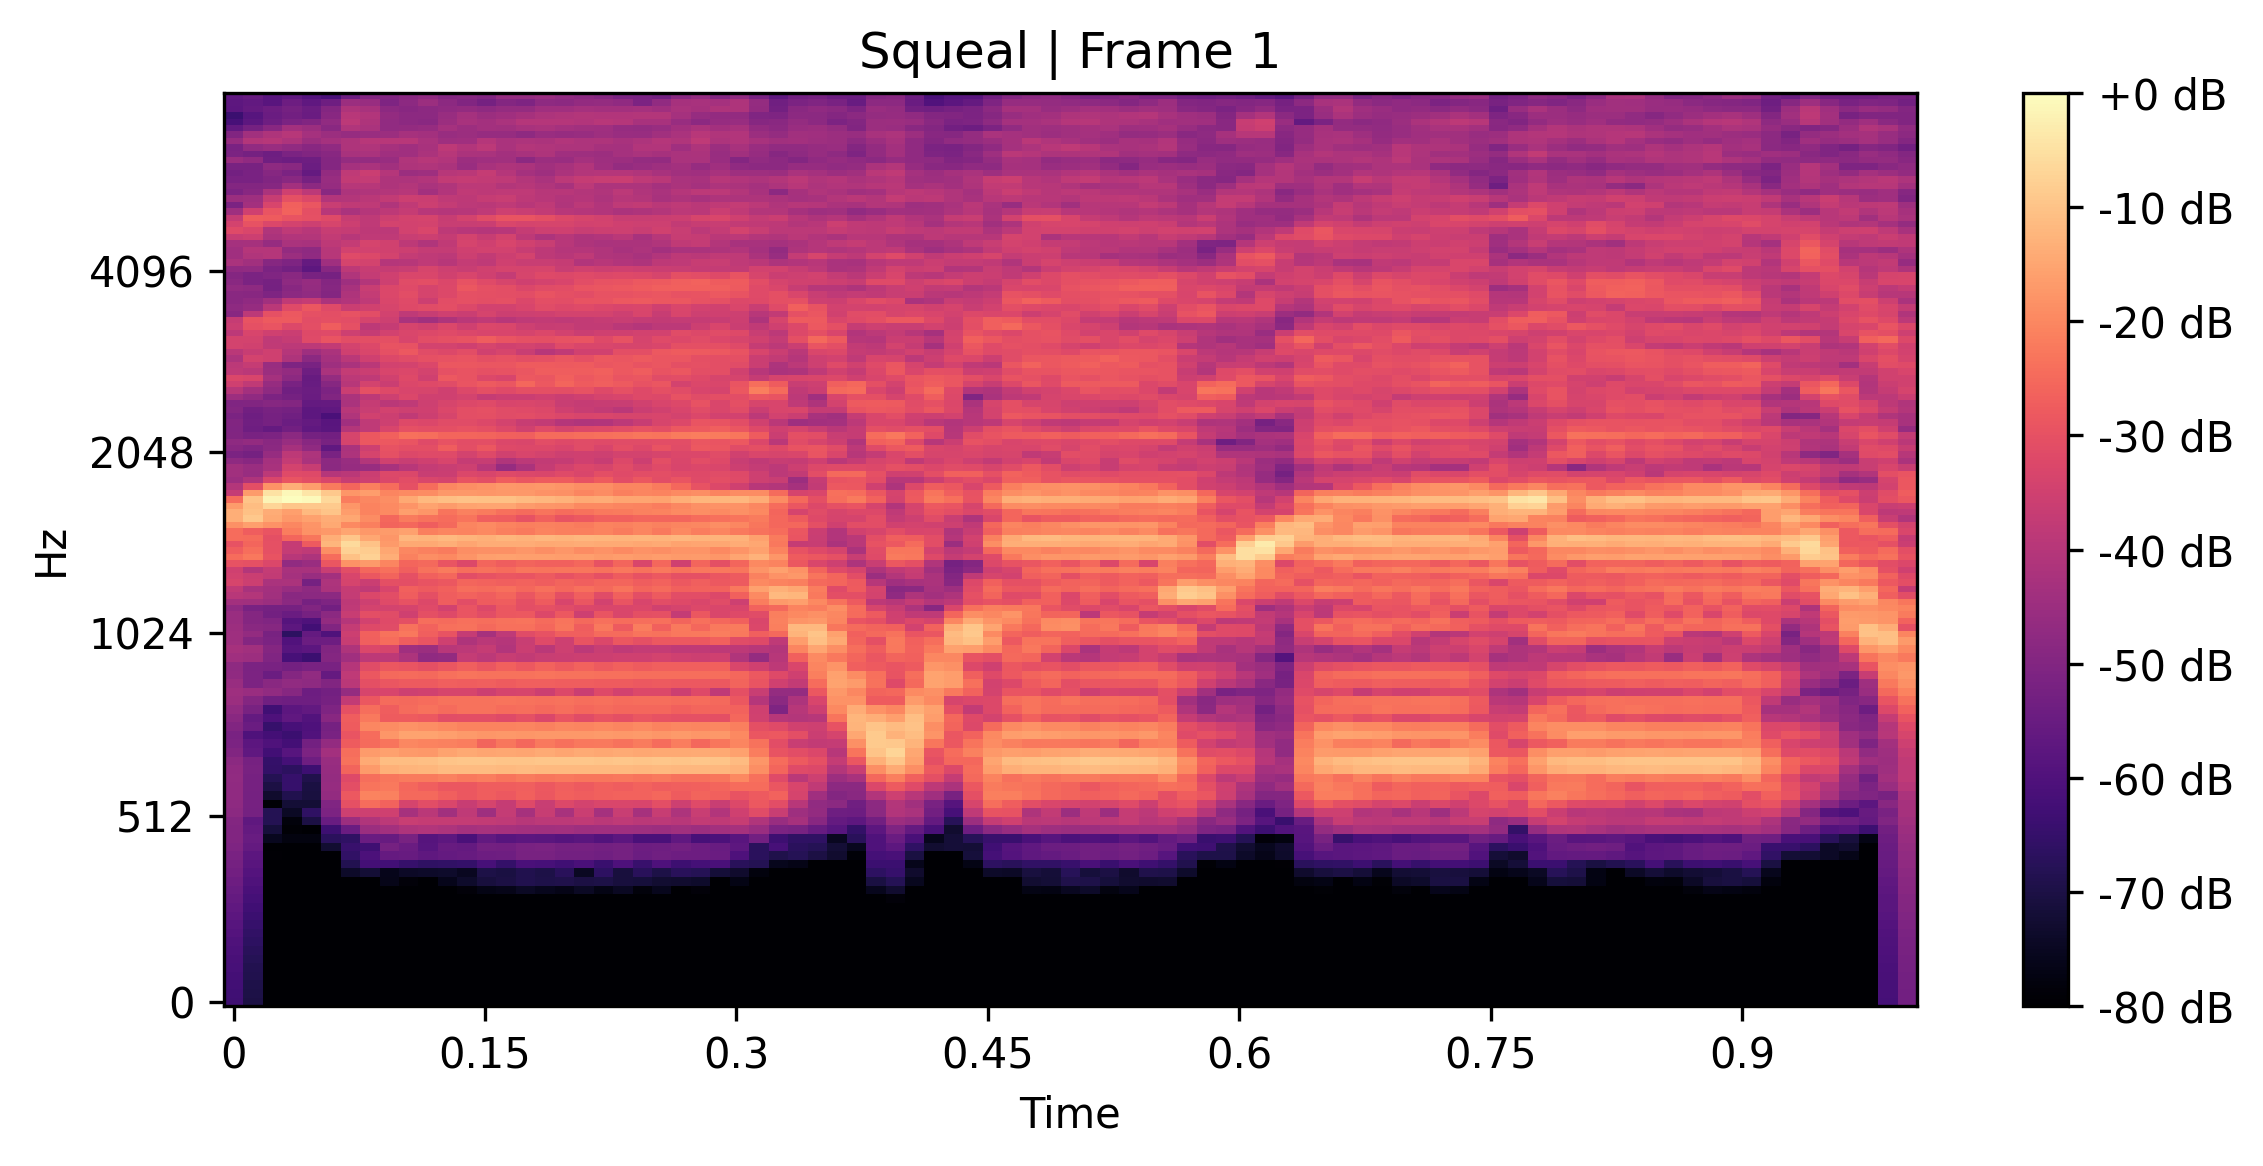 Squeal | Frame 1
+0 dB
-10 dB
-20 dB
-30 dB
-40 dB
-50 dB
-60 dB
-70 dB
-80 dB
Hz
4096
2048
1024
512
0
0 0.15 0.3 0.45 0.6 0.75 0.9
Time